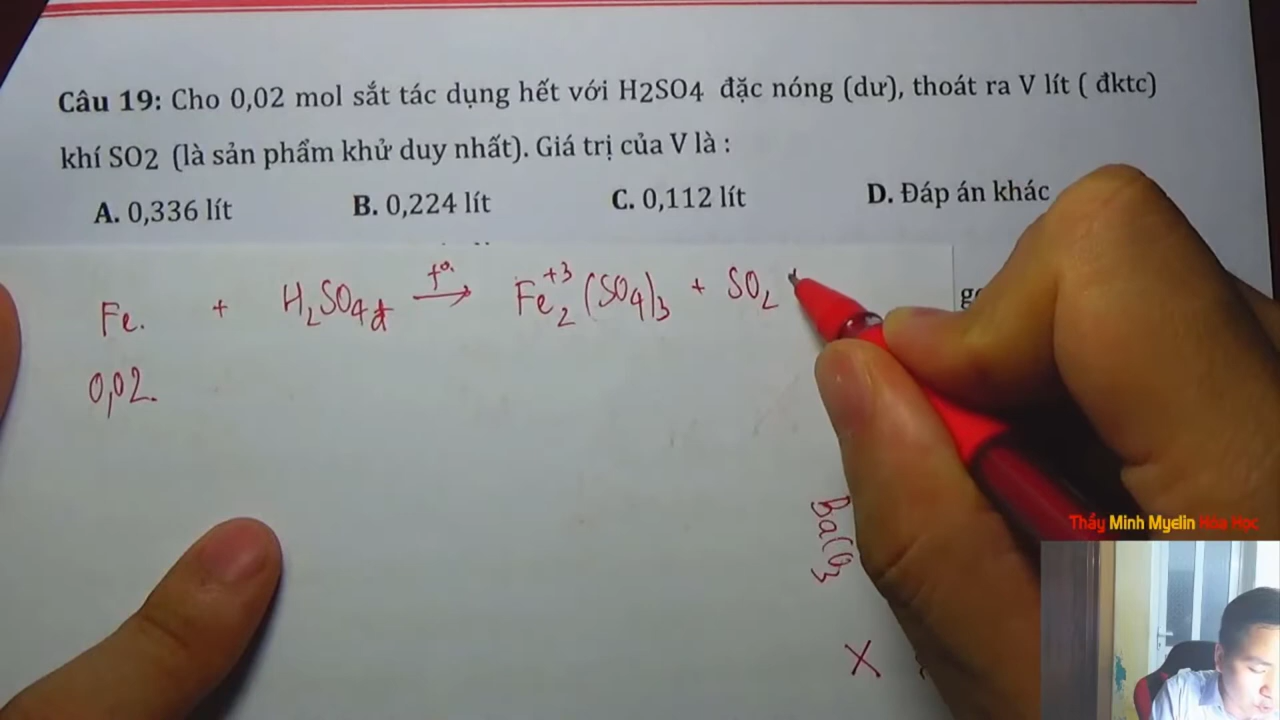 Câu 19: Cho 0,02 mol sắt tác dụng hết với H2SO4 đặc nóng (dư), thoát ra V lít ( đktc)
khí SO2 (là sản phẩm khử duy nhất). Giá trị của V là :
A. 0,336 lít B. 0,224 lít C. 0,112 lít D. Đáp án khác
Fe. + H₂SO₄đ t° → Fe₂⁺³(SO₄)₃ + SO₂
0,02.
BaCO₃
X
Thầy Minh Myelin Hóa Học